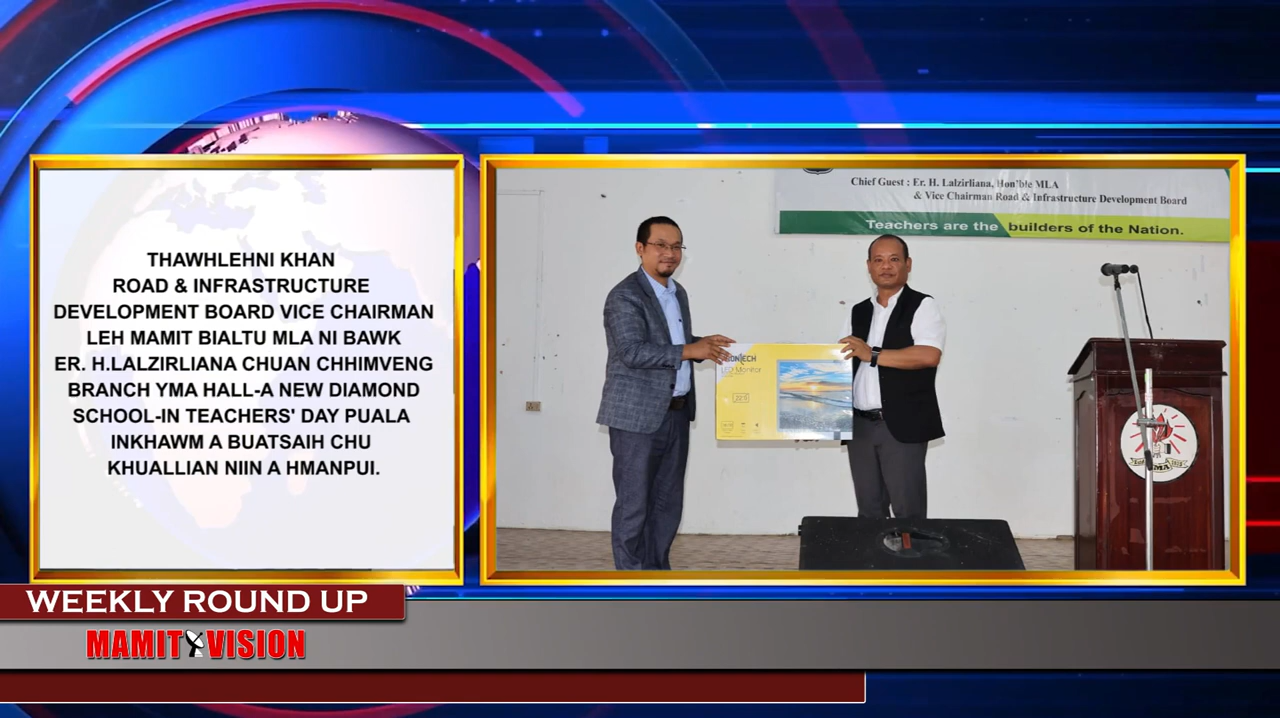 THAWHLEHNI KHAN
ROAD & INFRASTRUCTURE
DEVELOPMENT BOARD VICE CHAIRMAN
LEH MAMIT BIALTU MLA NI BAWK
ER. H.LALZIRLIANA CHUAN CHHIMVENG
BRANCH YMA HALL-A NEW DIAMOND
SCHOOL-IN TEACHERS' DAY PUALA
INKHAWM A BUATSAIH CHU
KHUALLIAN NIIN A HMANPUI.
Chief Guest : Er. H. Lalzirliana, Hon'ble MLA
& Vice Chairman Road & Infrastructure Development Board
Teachers are the builders of the Nation.
LED Monitor
YMA
WEEKLY ROUND UP
MAMIT VISION